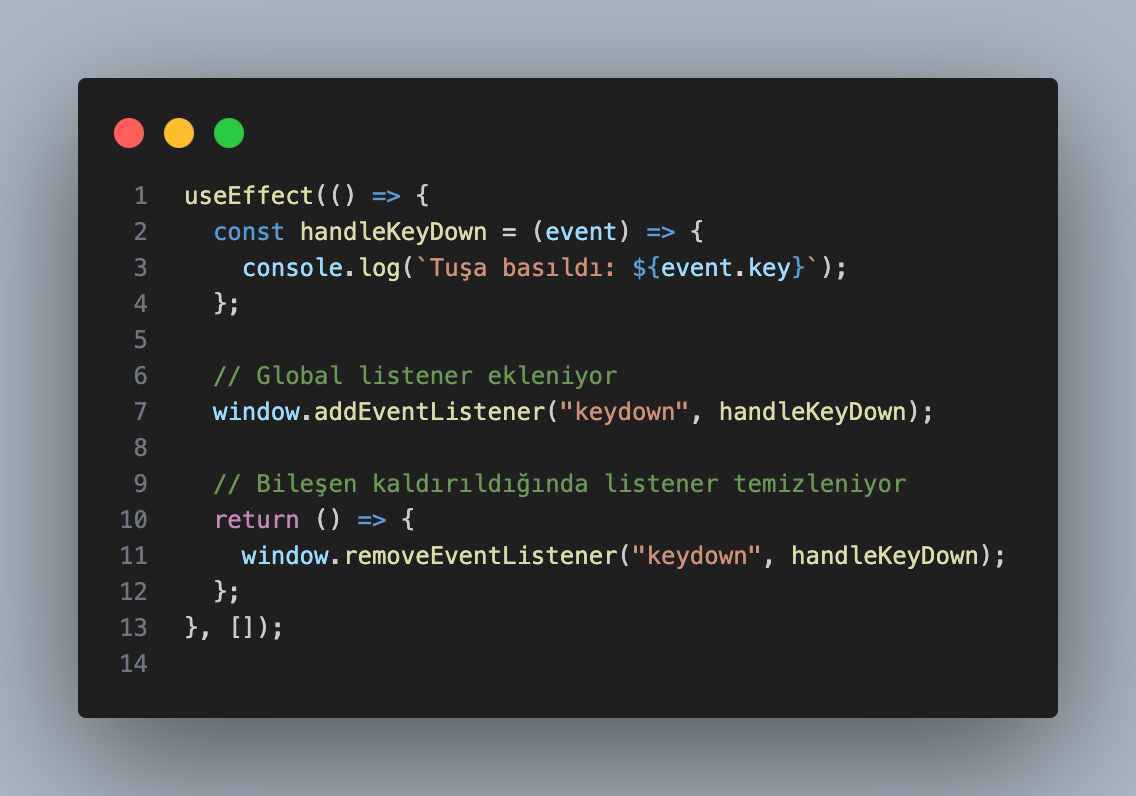 1 useEffect(() => {
2   const handleKeyDown = (event) => {
3     console.log(`Tuşa basıldı: ${event.key}`);
4   };
5
6   // Global listener ekleniyor
7   window.addEventListener("keydown", handleKeyDown);
8
9   // Bileşen kaldırıldığında listener temizleniyor
10   return () => {
11     window.removeEventListener("keydown", handleKeyDown);
12   };
13 }, []);
14